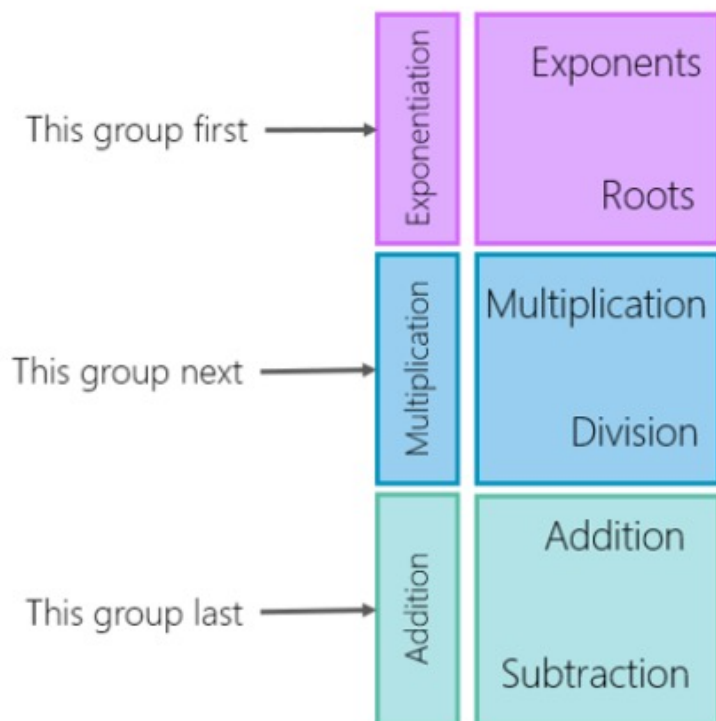 Exponents
This group first
Exponentiation
Roots
Multiplication
This group next
Multiplication
Division
Addition
This group last
Addition
Subtraction